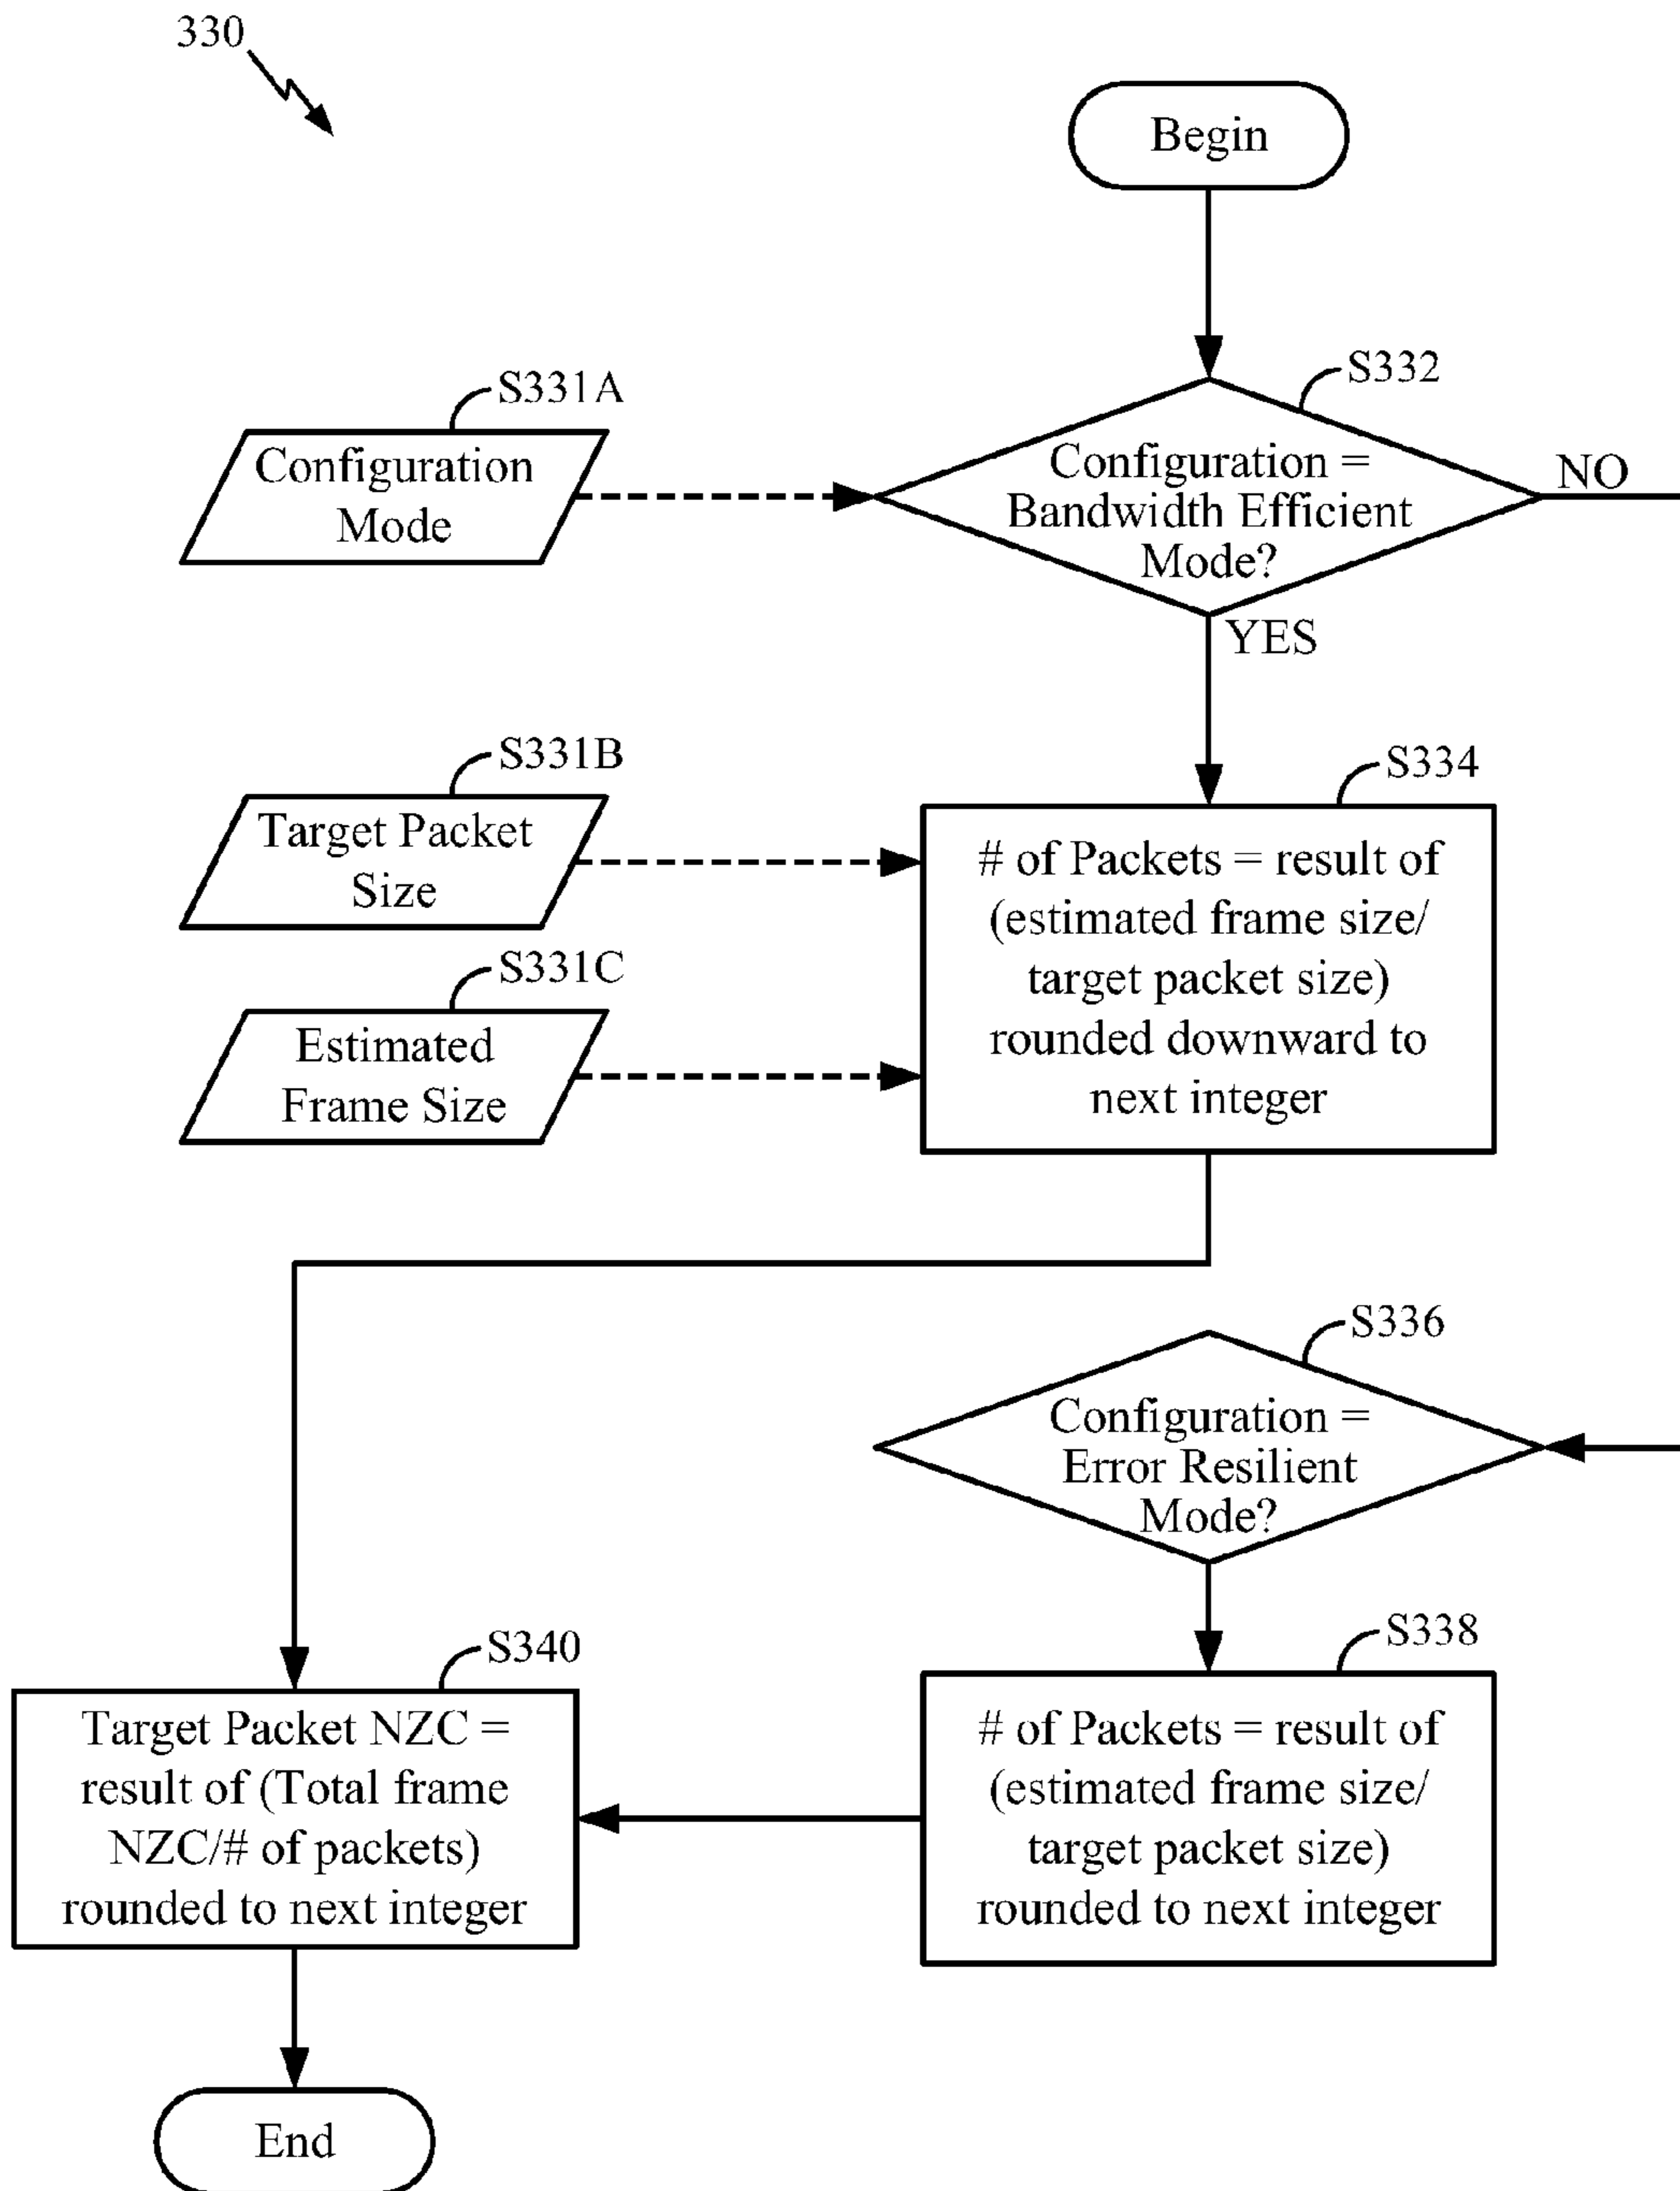 330
Begin
S331A
Configuration
Mode
S332
Configuration =
Bandwidth Efficient
Mode?
NO
YES
S331B
Target Packet
Size
S331C
Estimated
Frame Size
S334
# of Packets = result of
(estimated frame size/
target packet size)
rounded downward to
next integer
S336
Configuration =
Error Resilient
Mode?
S338
# of Packets = result of
(estimated frame size/
target packet size)
rounded to next integer
S340
Target Packet NZC =
result of (Total frame
NZC/# of packets)
rounded to next integer
End